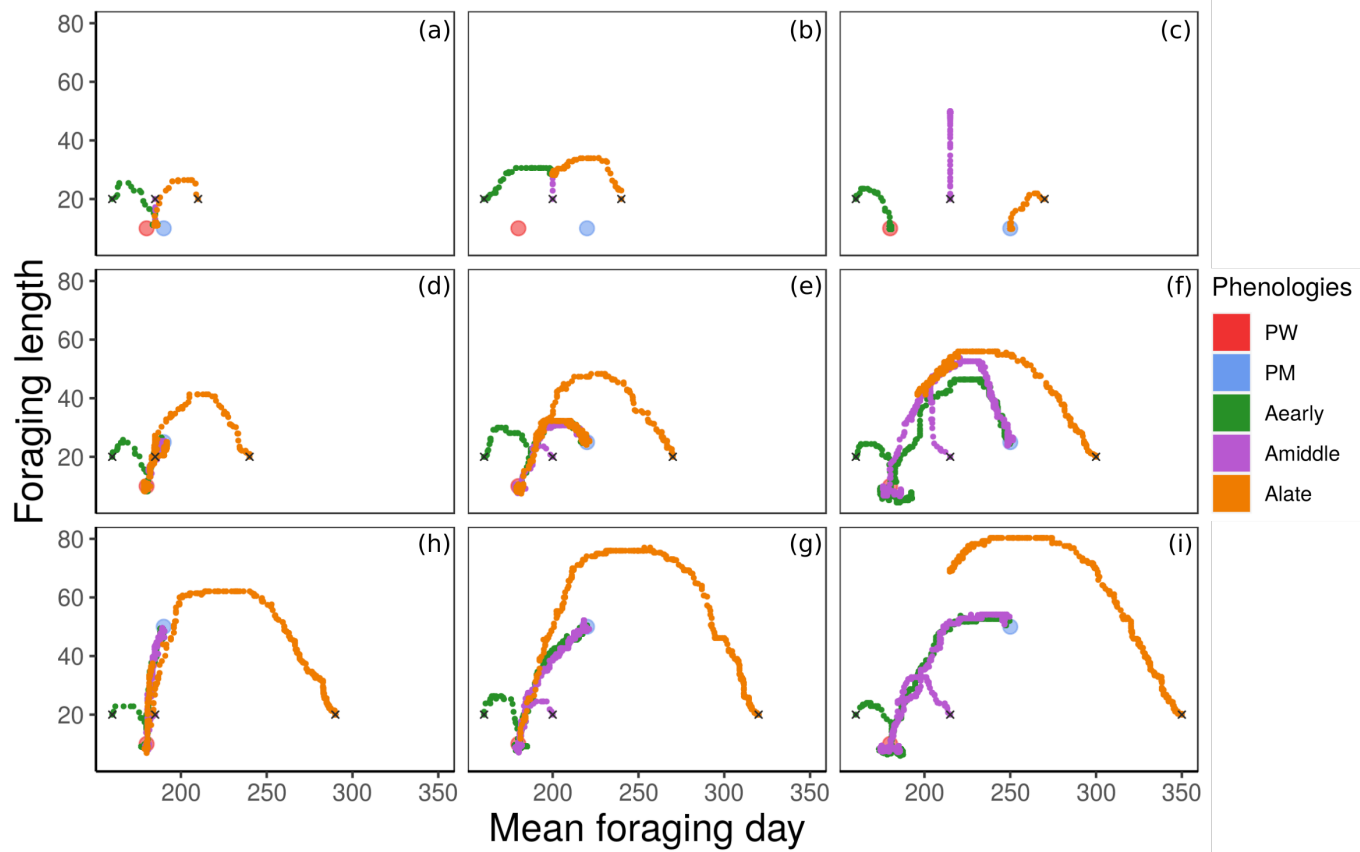 80
60
40
20
(a)
(b)
(c)
80
60
40
20
(d)
(e)
(f)
80
60
40
20
(h)
(g)
(i)
200 250 300 350
200 250 300 350
200 250 300 350
Foraging length
Mean foraging day
Phenologies
PW
PM
Aearly
Amiddle
Alate